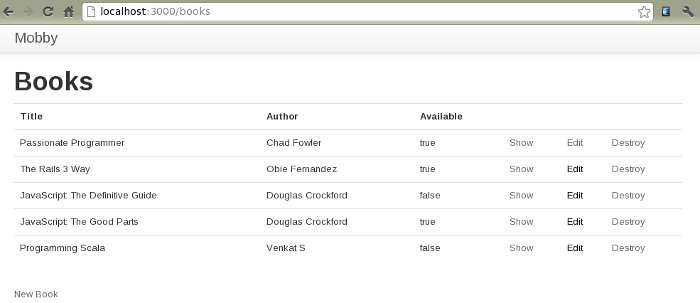 localhost:3000/books
Mobby
Books
Title Author Available
Passionate Programmer Chad Fowler true Show Edit Destroy
The Rails 3 Way Obie Fernandez true Show Edit Destroy
JavaScript: The Definitive Guide Douglas Crockford false Show Edit Destroy
JavaScript: The Good Parts Douglas Crockford true Show Edit Destroy
Programming Scala Venkat S false Show Edit Destroy
New Book